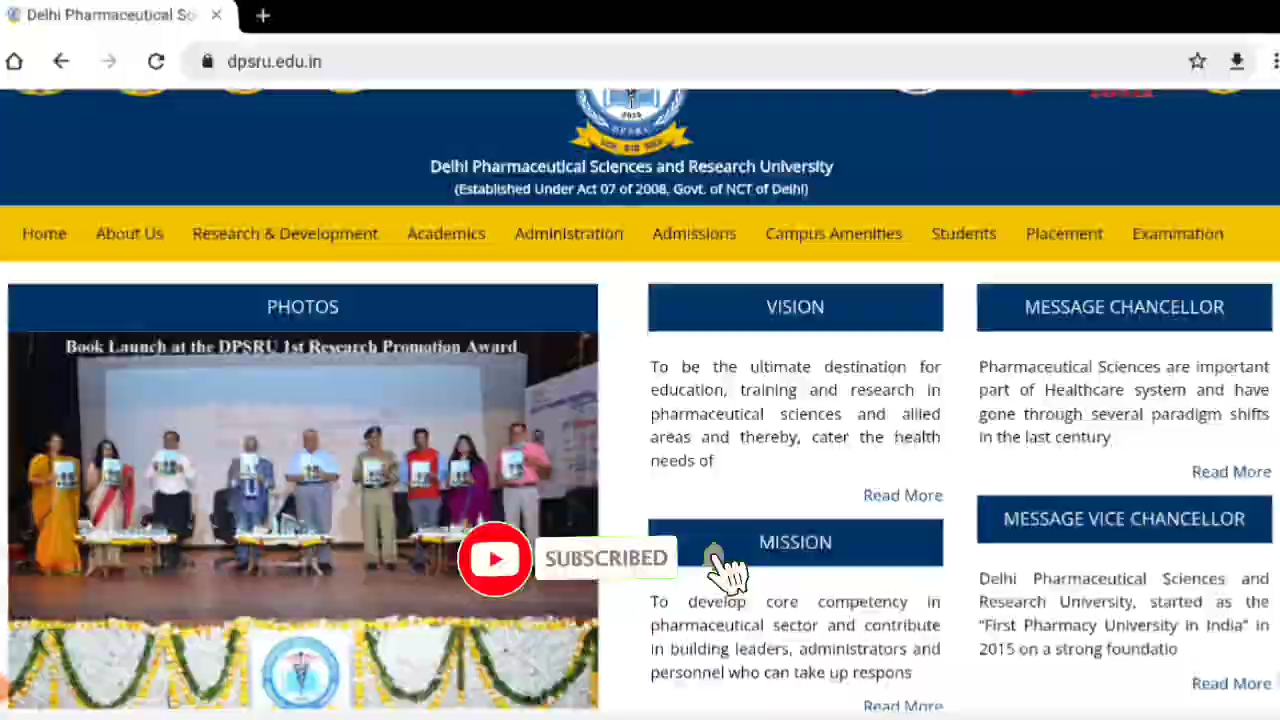 Delhi Pharmaceutical Sc
dpsru.edu.in
2015
DPSRU
Delhi Pharmaceutical Sciences and Research University
(Established Under Act 07 of 2008, Govt. of NCT of Delhi)
Home About Us Research & Development Academics Administration Admissions Campus Amenities Students Placement Examination
PHOTOS
Book Launch at the DPSRU 1st Research Promotion Award
VISION
To be the ultimate destination for
education, training and research in
pharmaceutical sciences and allied
areas and thereby, cater the health
needs of
Read More
MISSION
To develop core competency in
pharmaceutical sector and contribute
in building leaders, administrators and
personnel who can take up respons
Read More
MESSAGE CHANCELLOR
Pharmaceutical Sciences are important
part of Healthcare system and have
gone through several paradigm shifts
in the last century
Read More
MESSAGE VICE CHANCELLOR
Delhi Pharmaceutical Sciences and
Research University, started as the
“First Pharmacy University in India” in
2015 on a strong foundatio
Read More
SUBSCRIBED